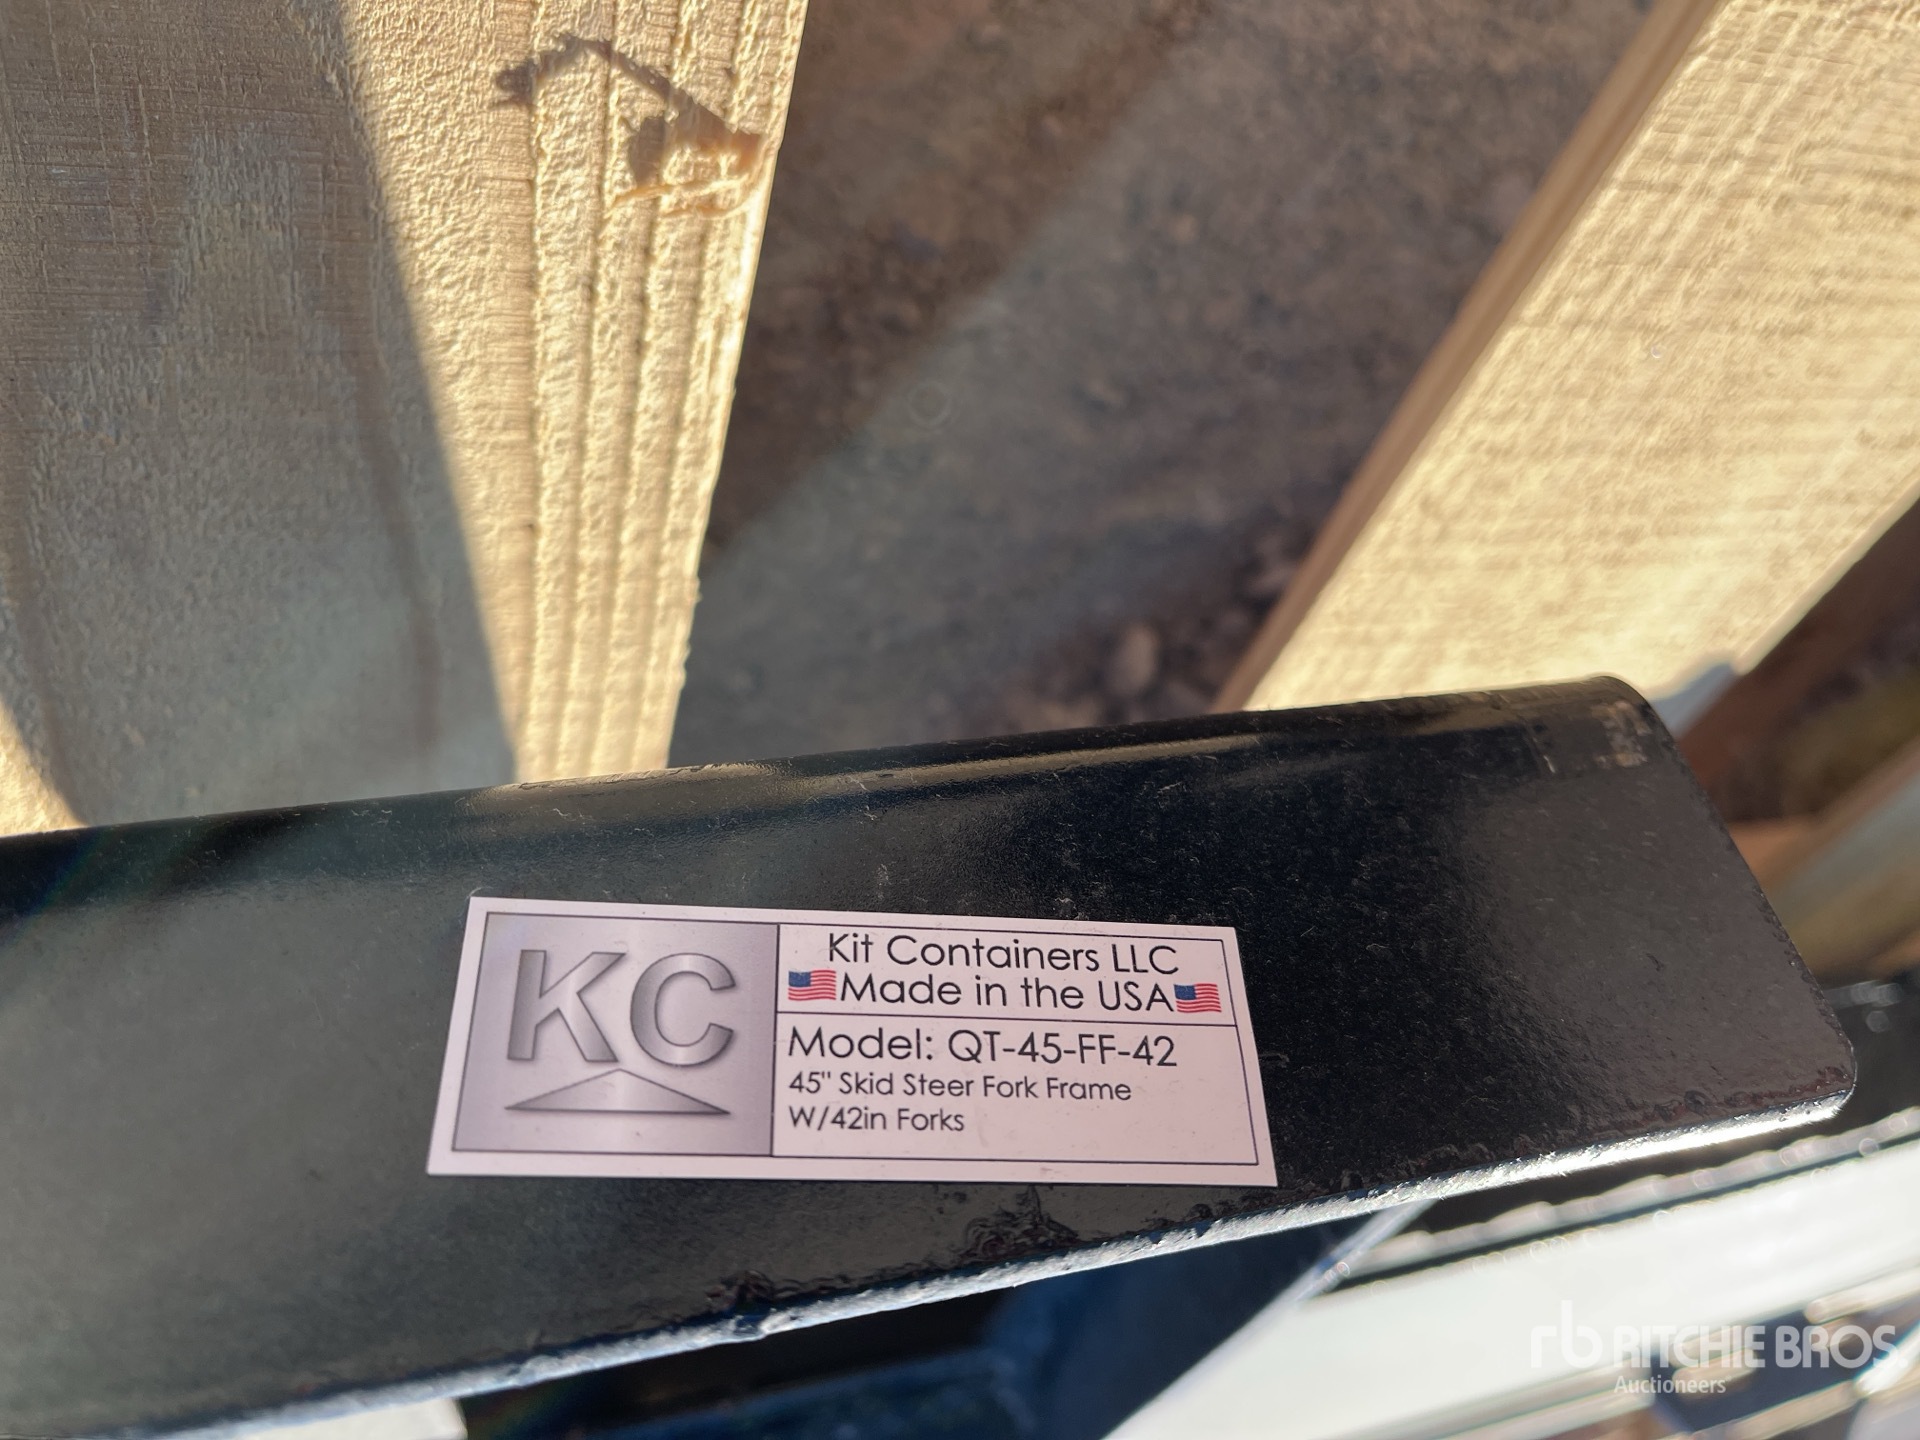 KC
Kit Containers LLC
Made in the USA
Model: QT-45-FF-42
45" Skid Steer Fork Frame
W/42in Forks
rb RITCHIE BROS.
Auctioneers